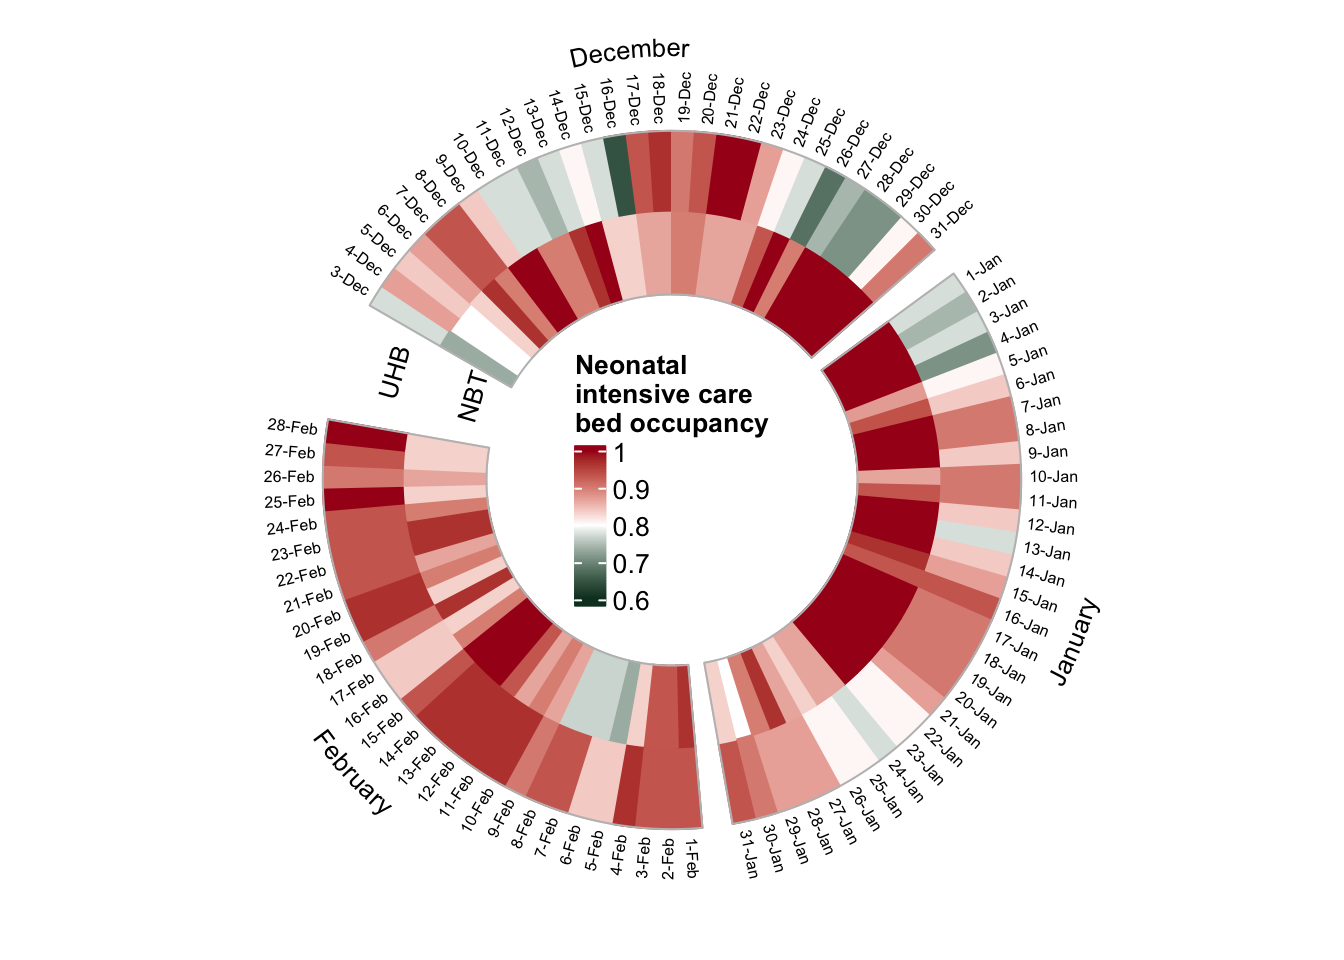 December
3-Dec
4-Dec
5-Dec
6-Dec
7-Dec
8-Dec
9-Dec
10-Dec
11-Dec
12-Dec
13-Dec
14-Dec
15-Dec
16-Dec
17-Dec
18-Dec
19-Dec
20-Dec
21-Dec
22-Dec
23-Dec
24-Dec
25-Dec
26-Dec
27-Dec
28-Dec
29-Dec
30-Dec
31-Dec
1-Jan
2-Jan
3-Jan
4-Jan
5-Jan
6-Jan
7-Jan
8-Jan
9-Jan
10-Jan
11-Jan
12-Jan
13-Jan
14-Jan
15-Jan
16-Jan
17-Jan
18-Jan
19-Jan
20-Jan
21-Jan
22-Jan
23-Jan
24-Jan
25-Jan
26-Jan
27-Jan
28-Jan
29-Jan
30-Jan
31-Jan
January
1-Feb
2-Feb
3-Feb
4-Feb
5-Feb
6-Feb
7-Feb
8-Feb
9-Feb
10-Feb
11-Feb
12-Feb
13-Feb
14-Feb
15-Feb
16-Feb
17-Feb
18-Feb
19-Feb
20-Feb
21-Feb
22-Feb
23-Feb
24-Feb
25-Feb
26-Feb
27-Feb
28-Feb
February
UHB
NBT
Neonatal
intensive care
bed occupancy
1
0.9
0.8
0.7
0.6